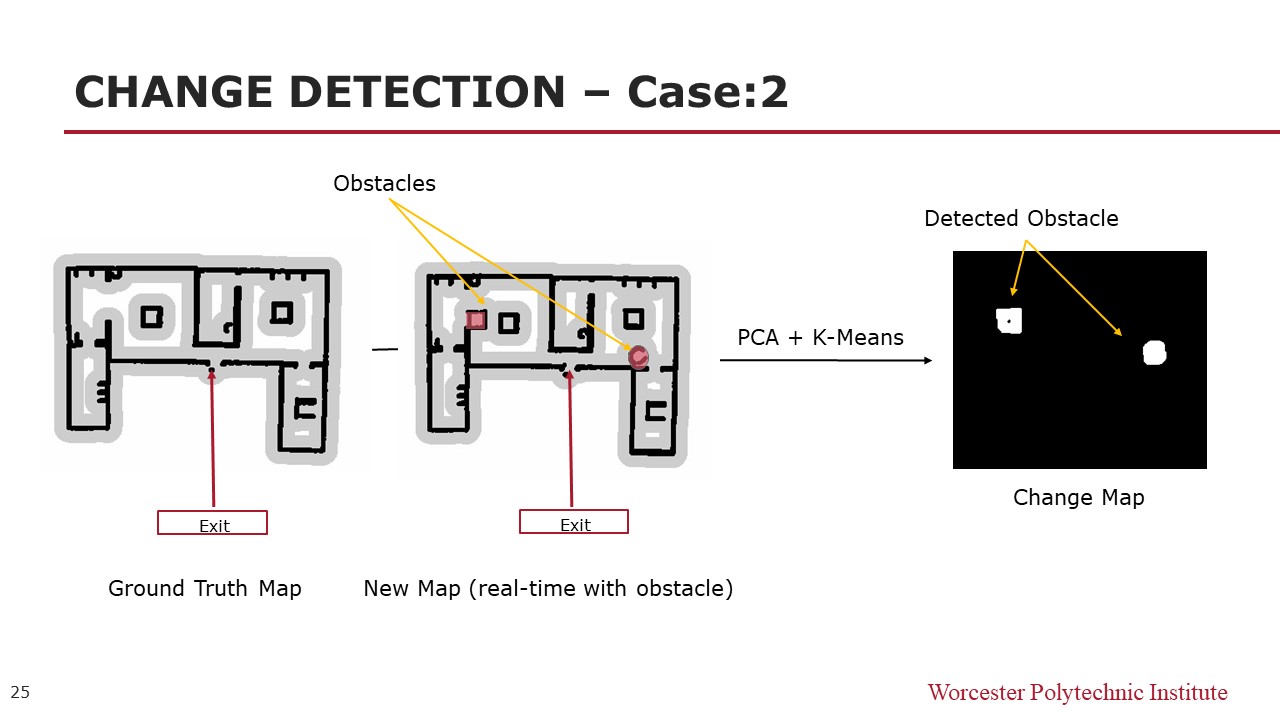 CHANGE DETECTION – Case:2
Obstacles
Detected Obstacle
PCA + K-Means
Change Map
Exit
Exit
Ground Truth Map
New Map (real-time with obstacle)
25
Worcester Polytechnic Institute